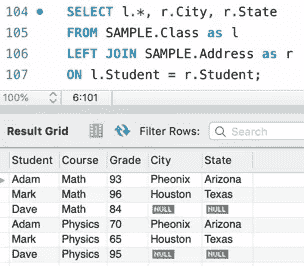 104 SELECT l.*, r.City, r.State
105 FROM SAMPLE.Class as l
106 LEFT JOIN SAMPLE.Address as r
107 ON l.Student = r.Student;
100% 6:101
Result Grid Filter Rows: Search
Student Course Grade City State
Adam Math 93 Pheonix Arizona
Mark Math 96 Houston Texas
Dave Math 84 NULL NULL
Adam Physics 70 Pheonix Arizona
Mark Physics 65 Houston Texas
Dave Physics 95 NULL NULL